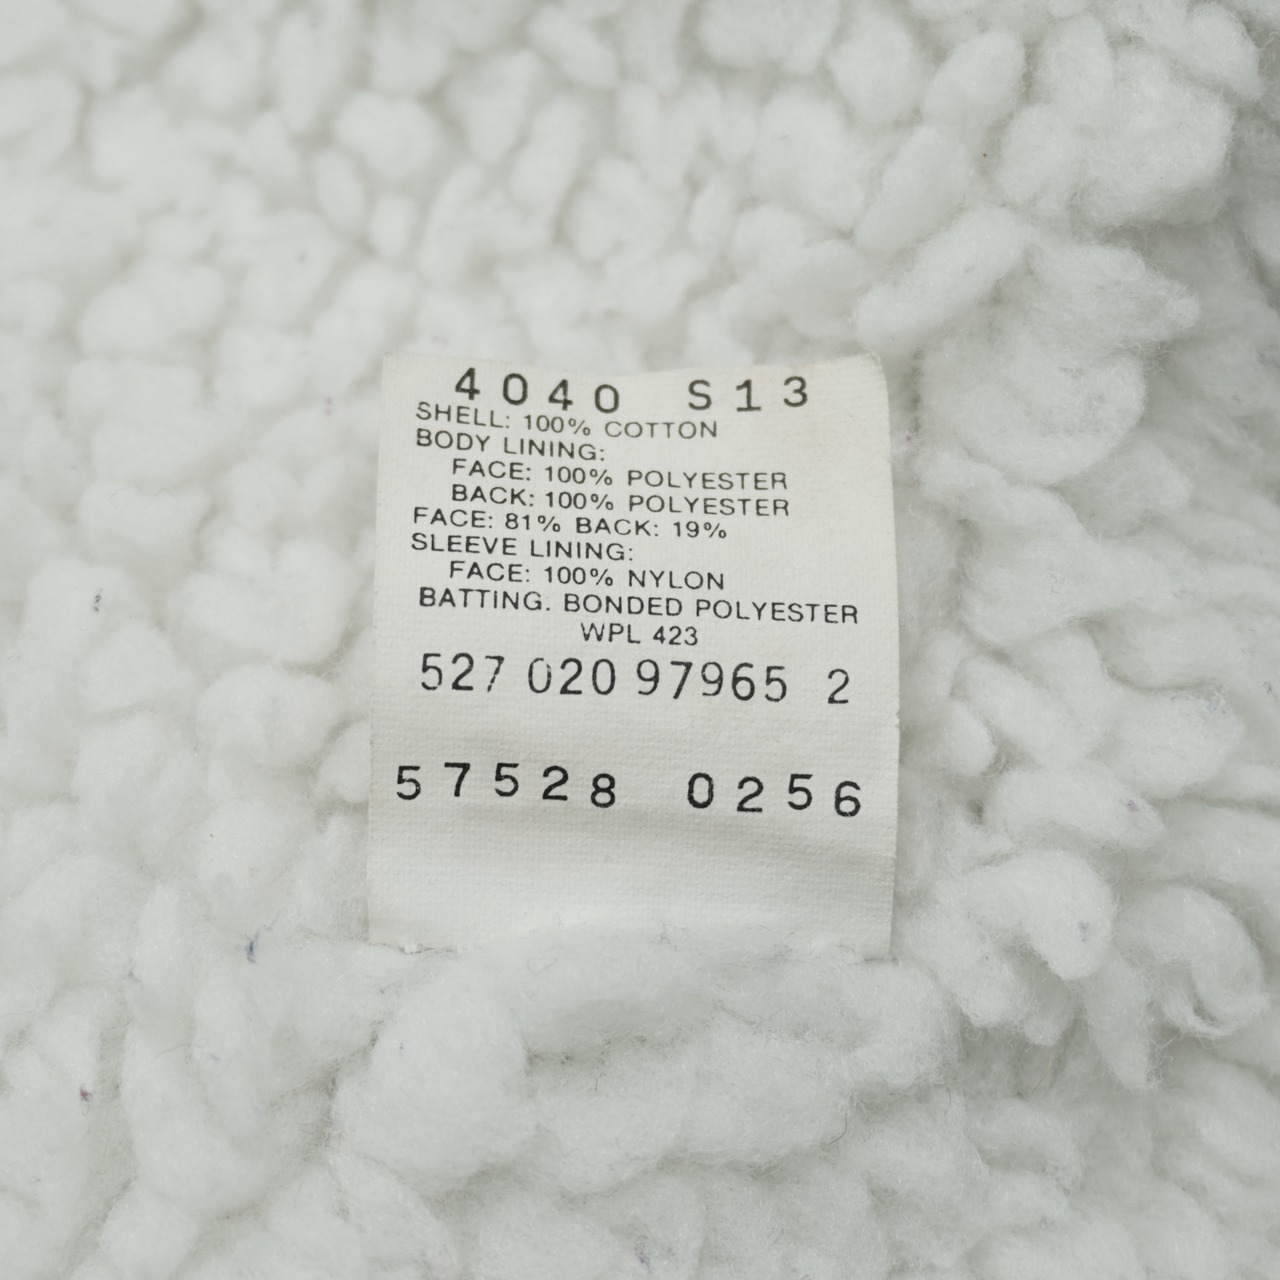 4040 S13
SHELL: 100% COTTON
BODY LINING:
FACE: 100% POLYESTER
BACK: 100% POLYESTER
FACE: 81% BACK: 19%
SLEEVE LINING:
FACE: 100% NYLON
BATTING. BONDED POLYESTER
WPL 423
527 020 97965 2
57528 0256